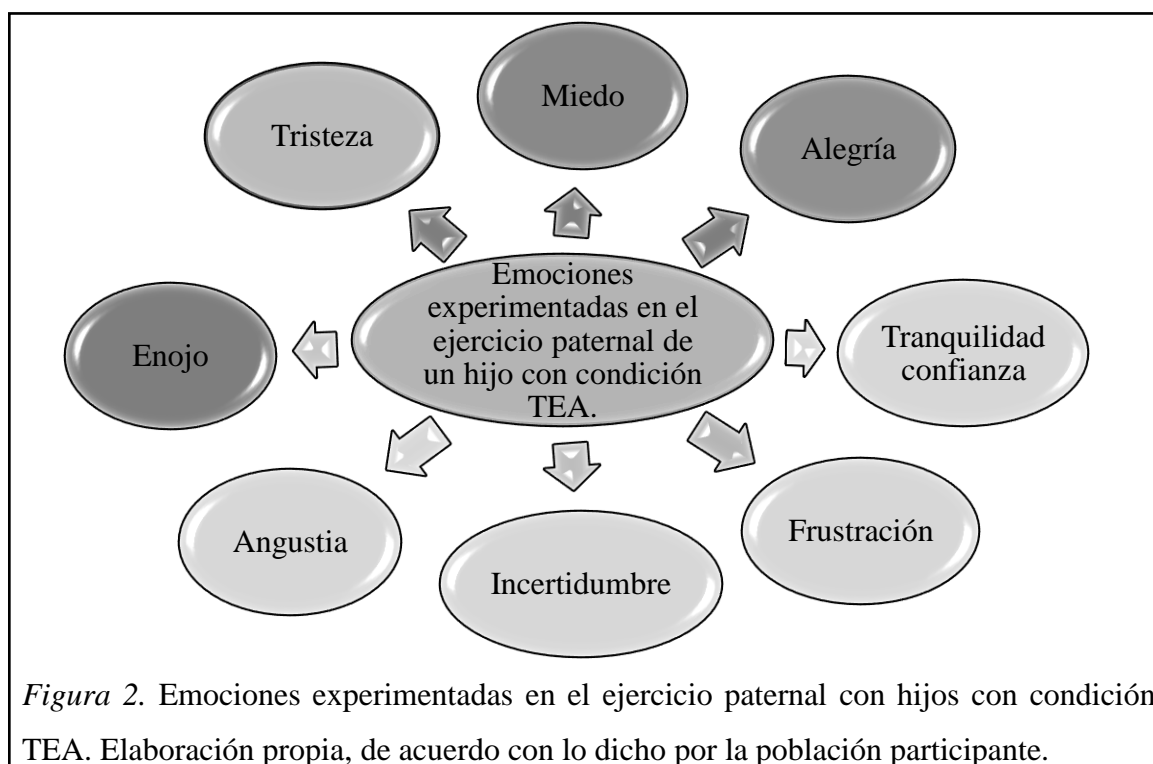 Miedo
Tristeza
Alegría
Emociones
experimentadas en el
ejercicio paternal de
un hijo con condición
TEA.
Enojo
Tranquilidad
confianza
Angustia
Incertidumbre
Frustración
Figura 2. Emociones experimentadas en el ejercicio paternal con hijos con condición
TEA. Elaboración propia, de acuerdo con lo dicho por la población participante.